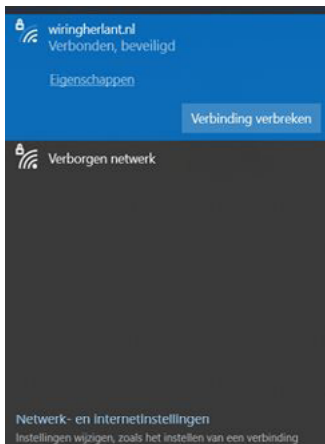 wiringherlant.nl
Verbonden, beveiligd
Eigenschappen
Verbinding verbreken
Verborgen netwerk
Netwerk- en internetinstellingen
Instellingen wijzigen, zoals het instellen van een verbinding